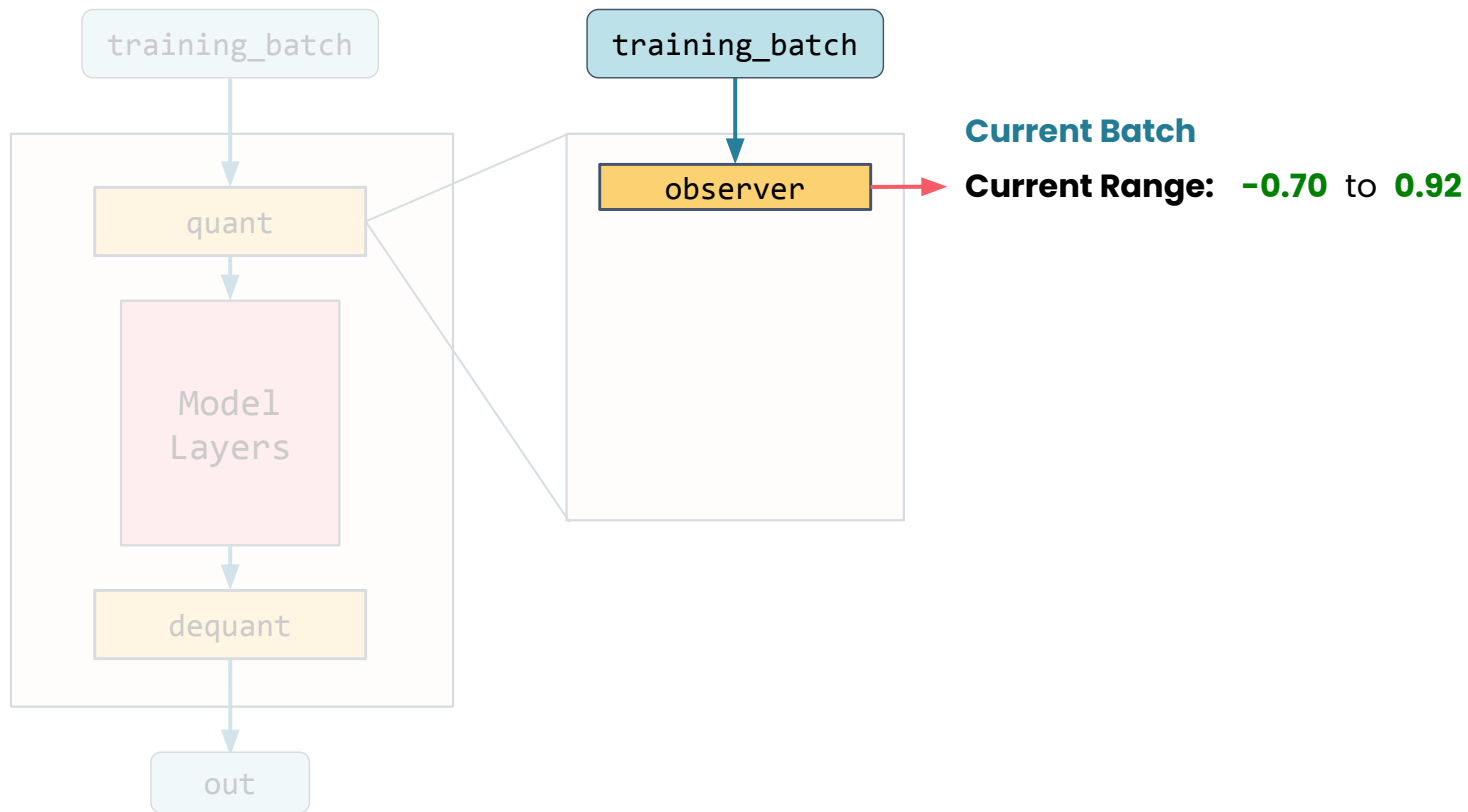 training_batch
quant
Model
Layers
dequant
out
training_batch
observer
Current Batch
Current Range: -0.70 to 0.92